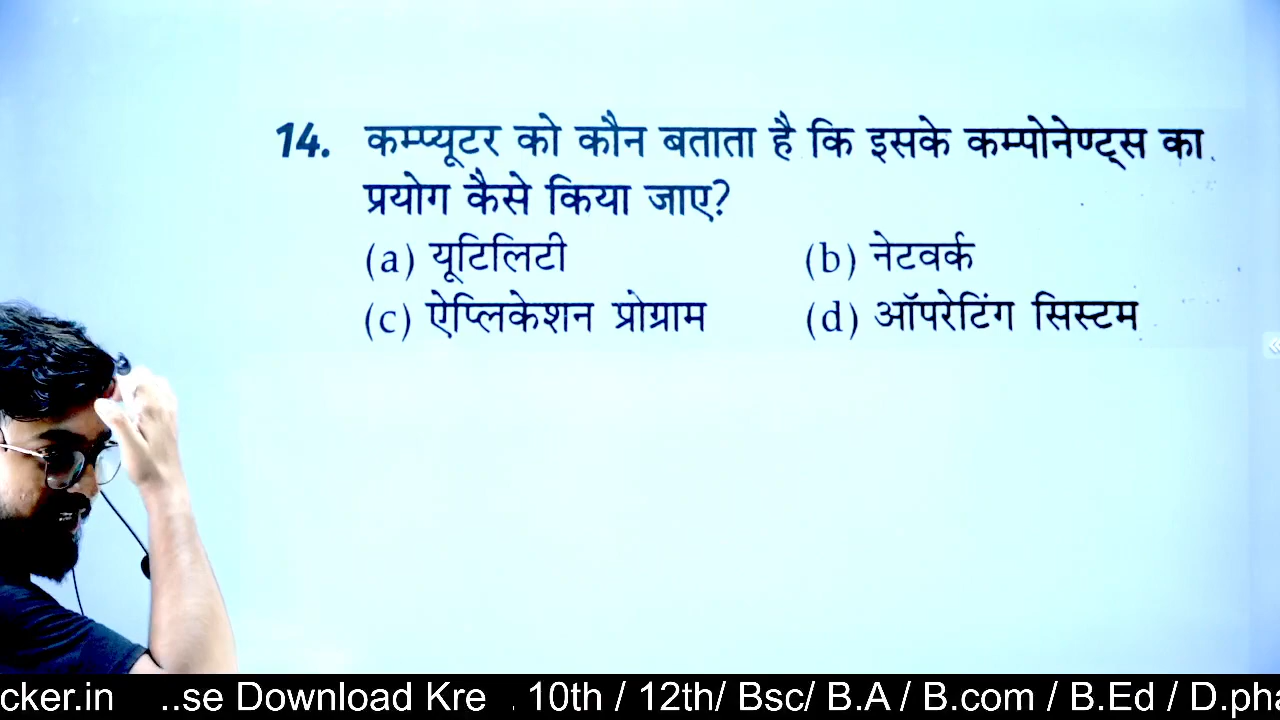 14. कम्प्यूटर को कौन बताता है कि इसके कम्पोनेण्ट्स का
प्रयोग कैसे किया जाए?
(a) यूटिलिटी (b) नेटवर्क
(c) ऐप्लिकेशन प्रोग्राम (d) ऑपरेटिंग सिस्टम
cker.in ..se Download Kre . 10th / 12th/ Bsc/ B.A / B.com / B.Ed / D.pha